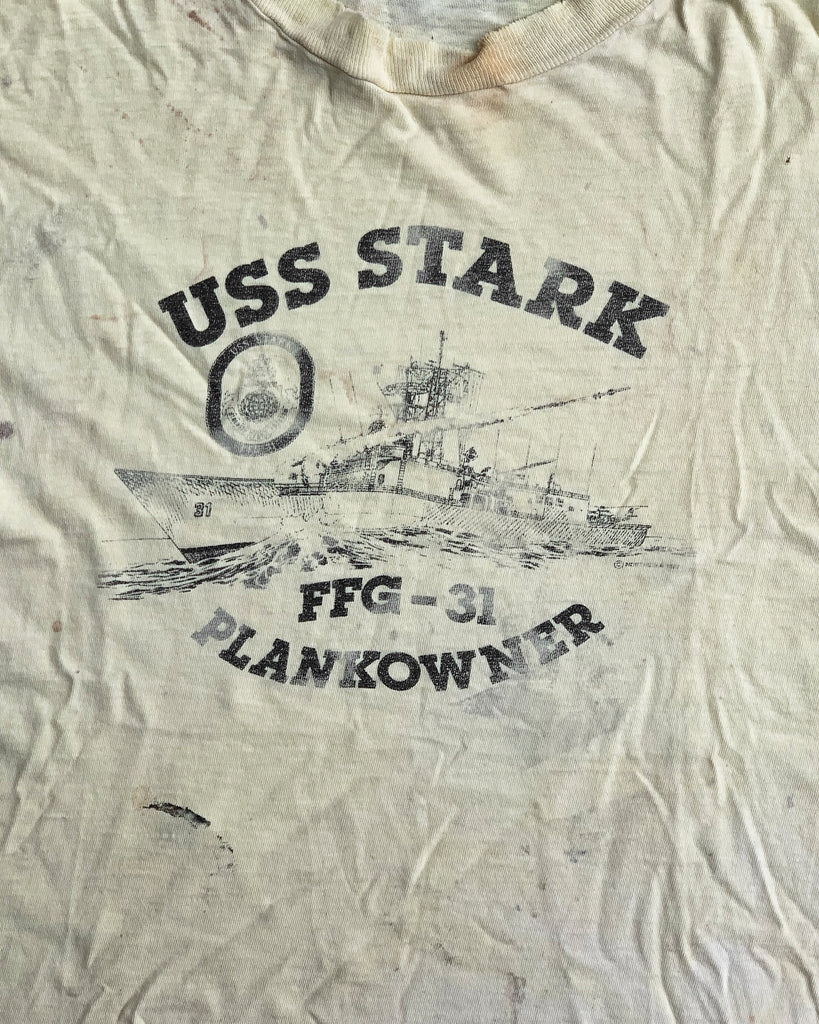 USS STARK
31
FFG-31
PLANKOWNER